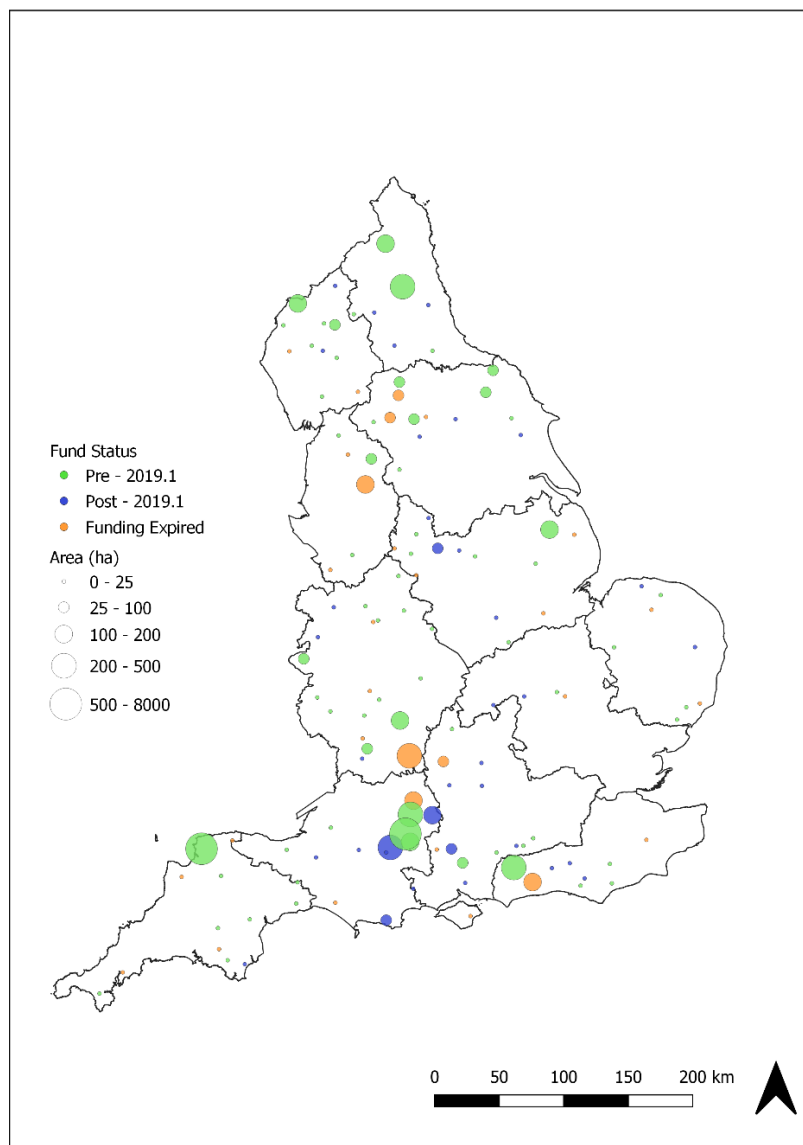 Fund Status
Pre - 2019.1
Post - 2019.1
Funding Expired
Area (ha)
0 - 25
25 - 100
100 - 200
200 - 500
500 - 8000
0 50 100 150 200 km